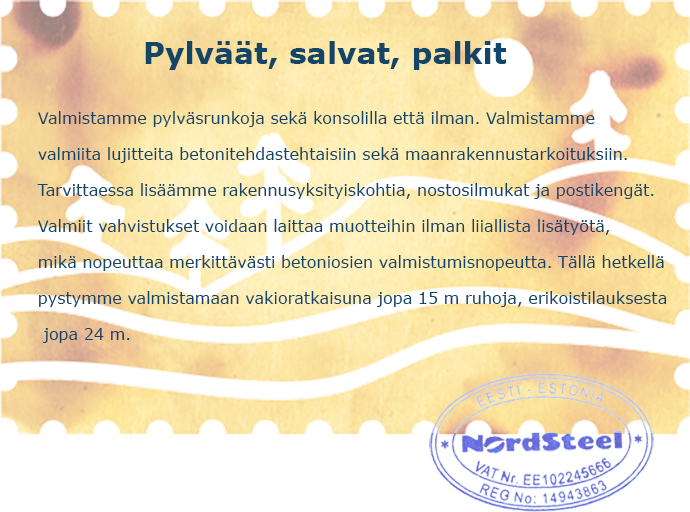 Pylväät, salvat, palkit
Valmistamme pylväsrunkoja sekä konsolilla että ilman. Valmistamme
valmiita lujitteita betonitehdastehtaisiin sekä maanrakennustarkoituksiin.
Tarvittaessa lisäämme rakennusyksityiskohtia, nostosilmukat ja postikengät.
Valmiit vahvistukset voidaan laittaa muotteihin ilman liiallista lisätyötä,
mikä nopeuttaa merkittävästi betoniosien valmistumisnopeutta. Tällä hetkellä
pystymme valmistamaan vakioratkaisuna jopa 15 m ruhoja, erikoistilauksesta
jopa 24 m.
EESTI - ESTONIA
* NordSteel *
VAT Nr. EE102245666
REG No: 14943863